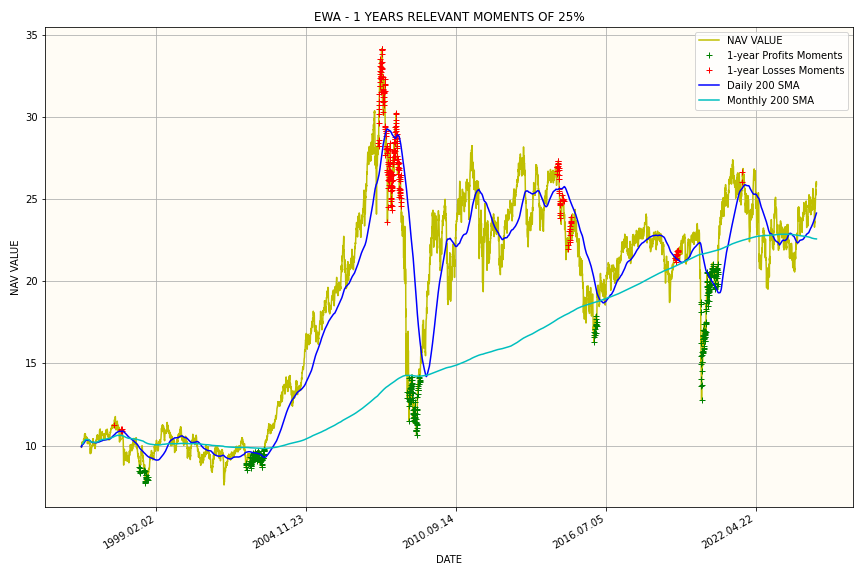 EWA - 1 YEARS RELEVANT MOMENTS OF 25%
NAV VALUE
1-year Profits Moments
1-year Losses Moments
Daily 200 SMA
Monthly 200 SMA
NAV VALUE
35
30
25
20
15
10
1999.02.02
2004.11.23
2010.09.14
2016.07.05
2022.04.22
DATE